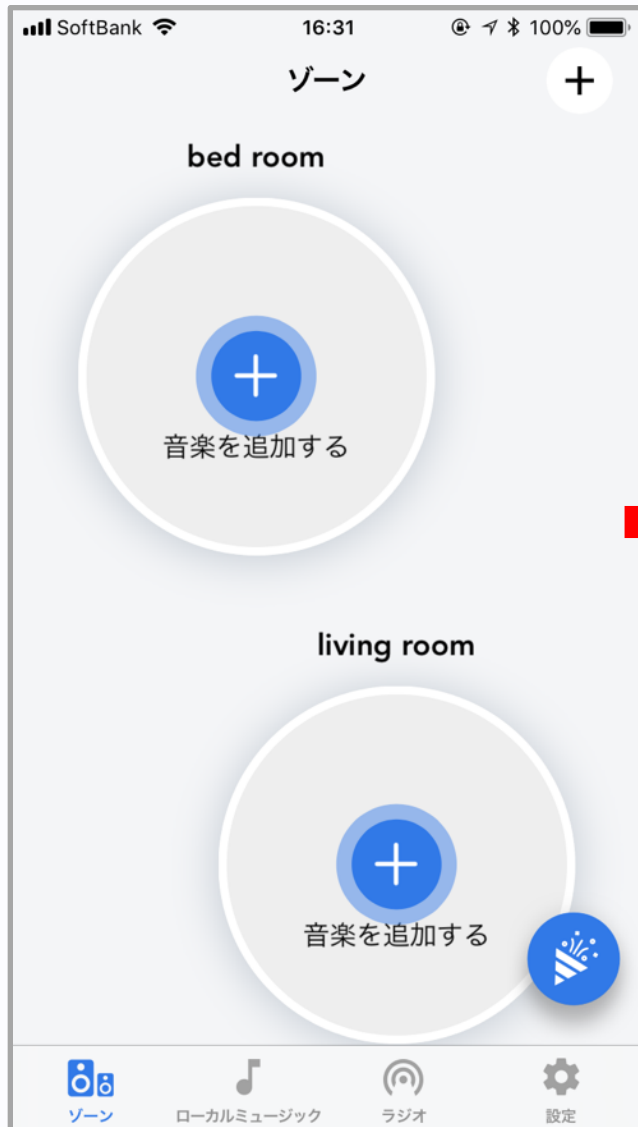 SoftBank 16:31 100%
ゾーン
bed room
音楽を追加する
living room
音楽を追加する
ゾーン ローカルミュージック ラジオ 設定